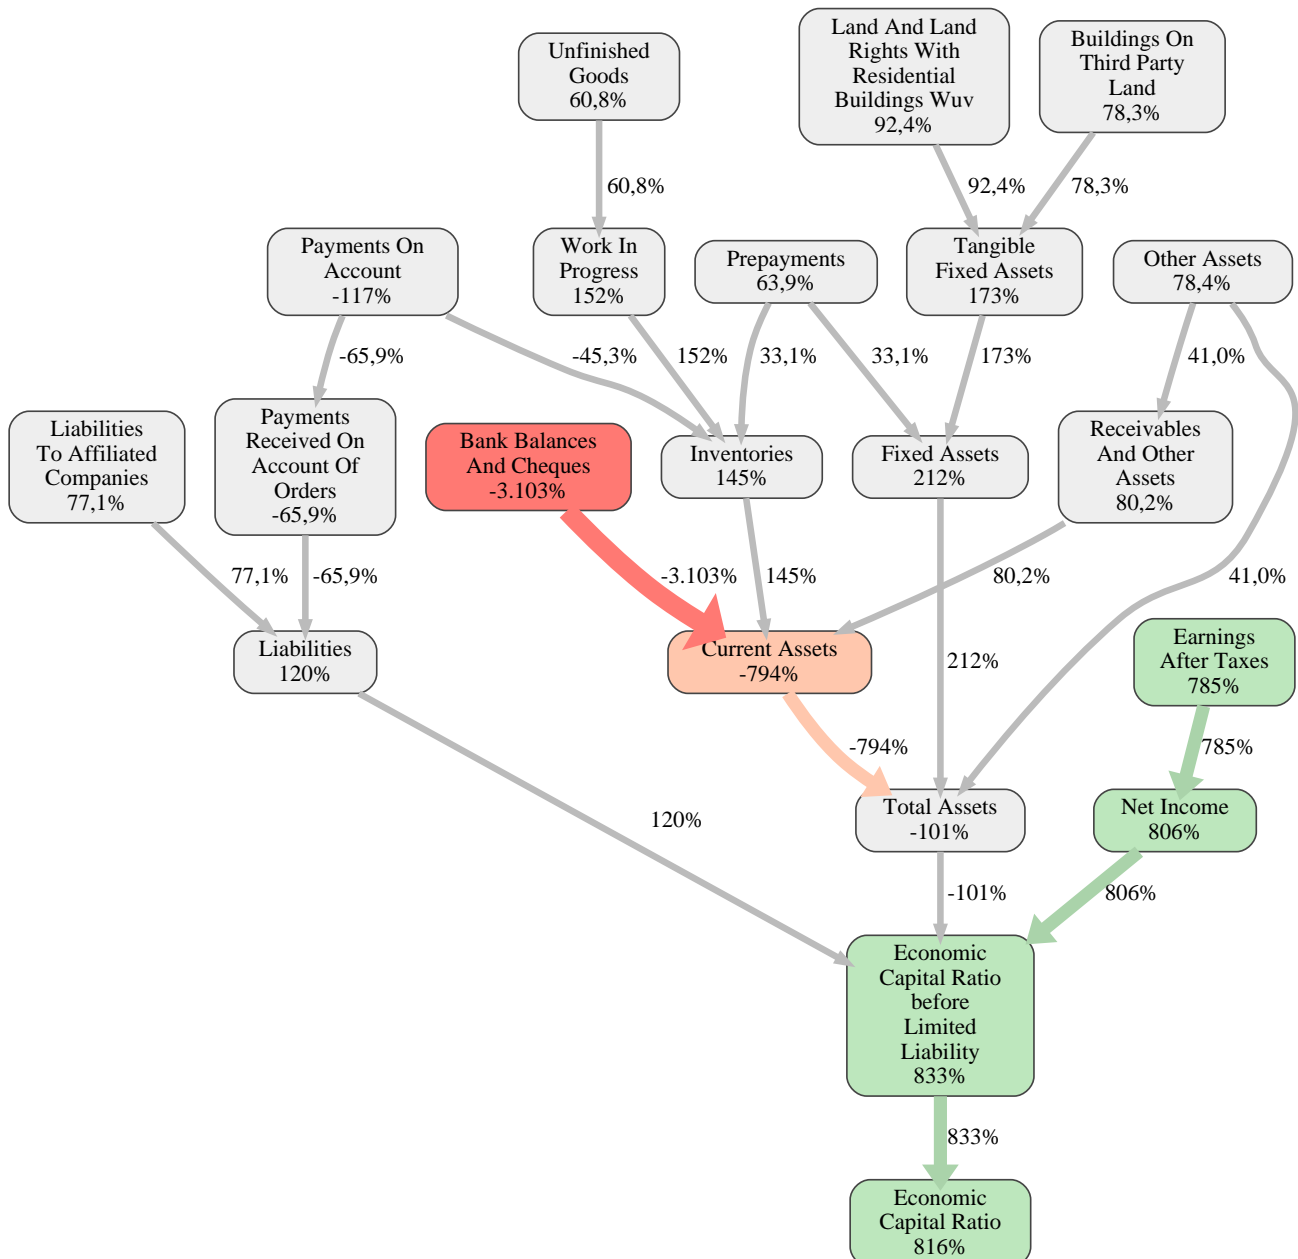 Unfinished
Goods
60,8%
Land And Land
Rights With
Residential
Buildings Wuv
92,4%
Buildings On
Third Party
Land
78,3%
60,8%
92,4%
78,3%
Payments On
Account
-117%
Work In
Progress
152%
Prepayments
63,9%
Tangible
Fixed Assets
173%
Other Assets
78,4%
-65,9%
-45,3%
152%
33,1%
33,1%
173%
41,0%
Liabilities
To Affiliated
Companies
77,1%
Payments
Received On
Account Of
Orders
-65,9%
Bank Balances
And Cheques
-3.103%
Inventories
145%
Fixed Assets
212%
Receivables
And Other
Assets
80,2%
77,1%
-65,9%
-3.103%
145%
80,2%
41,0%
Liabilities
120%
Current Assets
-794%
212%
Earnings
After Taxes
785%
-794%
785%
120%
Total Assets
-101%
Net Income
806%
-101%
806%
Economic
Capital Ratio
before
Limited
Liability
833%
833%
Economic
Capital Ratio
816%